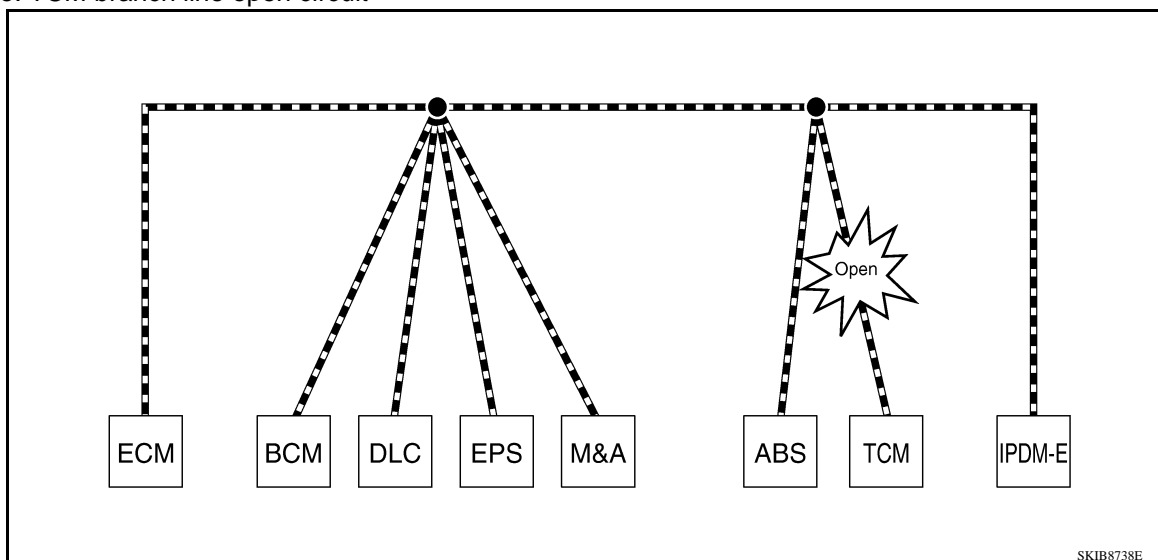 TCM branch line open circuit
Open
ECM
BCM
DLC
EPS
M&A
ABS
TCM
IPDM-E
SKIB8738E